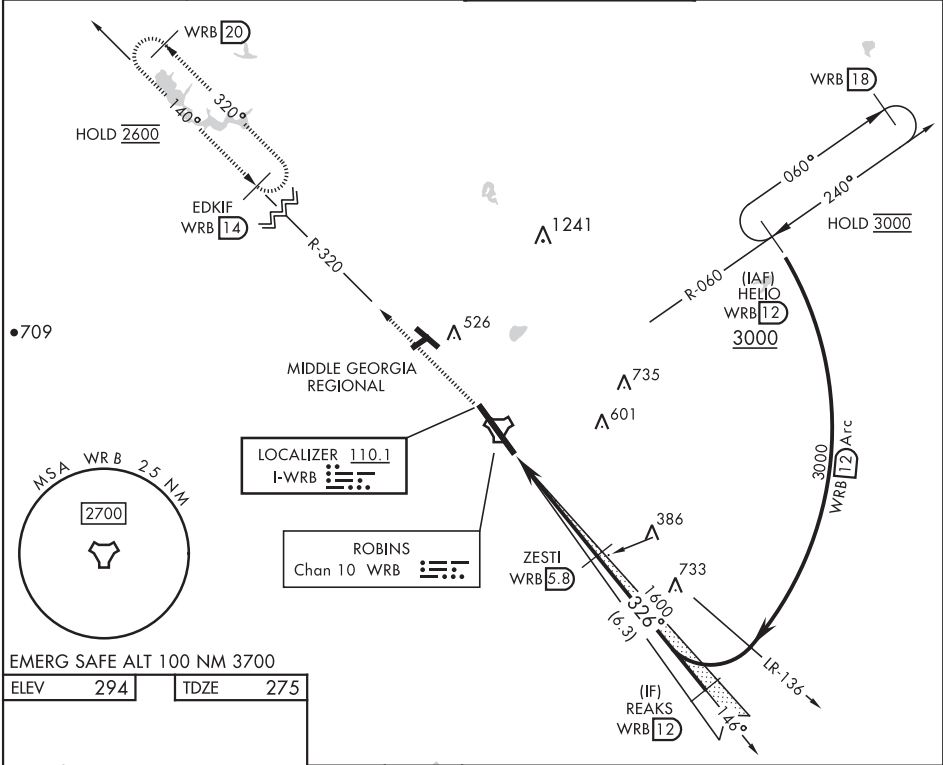 WRB 20
WRB 18
320°
140°
HOLD 2600
060°
240°
HOLD 3000
EDKIF
WRB 14
1241
R-320
R-060
(IAF)
HELIO
WRB 12
3000
709
526
MIDDLE GEORGIA
REGIONAL
735
601
LOCALIZER 110.1
I-WRB
3000
WRB 12 Arc
MSA WRB 25 NM
2700
ROBINS
Chan 10 WRB
386
ZESTI
WRB 5.8
733
1600
326°
(6.3)
LR-136
(IF)
REAKS
WRB 12
146°
EMERG SAFE ALT 100 NM 3700
ELEV 294 TDZE 275